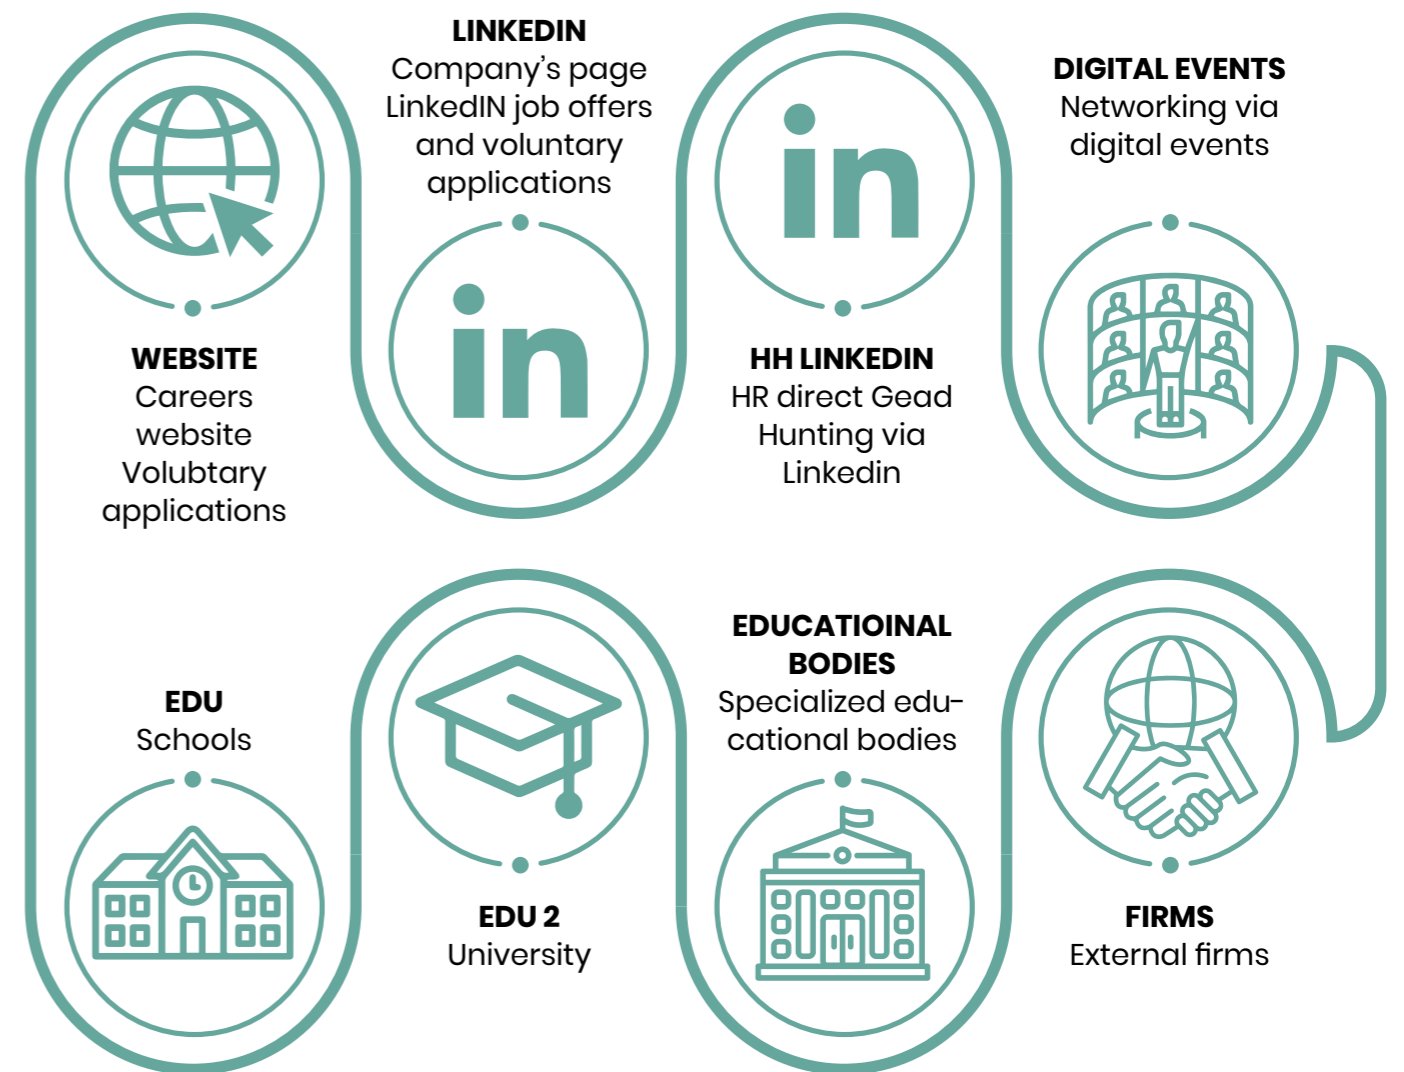 WEBSITE
Careers
website
Volubtary
applications
LINKEDIN
Company’s page
LinkedIN job offers
and voluntary
applications
in
in
HH LINKEDIN
HR direct Gead
Hunting via
Linkedin
DIGITAL EVENTS
Networking via
digital events
EDU
Schools
EDU 2
University
EDUCATIOINAL
BODIES
Specialized edu-
cational bodies
FIRMS
External firms